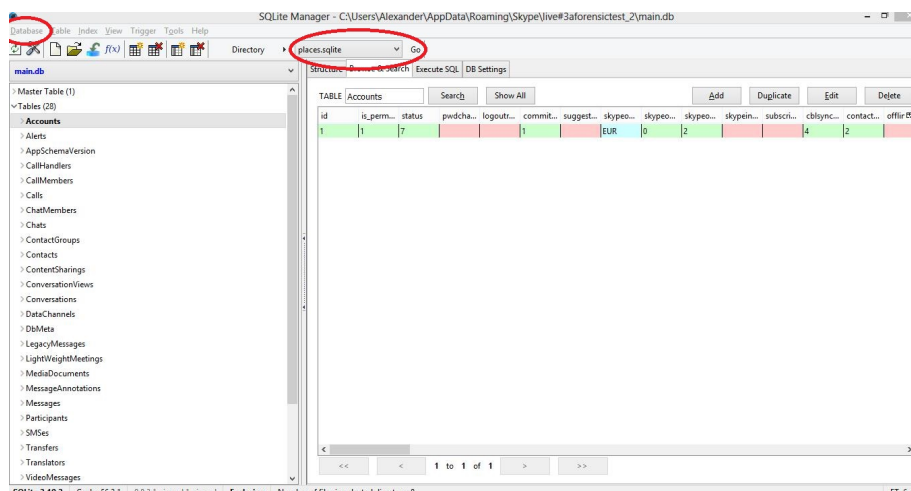 SQLite Manager - C:\Users\Alexander\AppData\Roaming\Skype\live#3aforensictest_2\main.db
Database Table Index View Trigger Tools Help
f(x) Directory places.sqlite Go
main.db
Structure Browse & Search Execute SQL DB Settings
Master Table (1)
Tables (28)
Accounts
Alerts
AppSchemaVersion
CallHandlers
CallMembers
Calls
ChatMembers
Chats
ContactGroups
Contacts
ContentSharings
ConversationViews
Conversations
DataChannels
DbMeta
LegacyMessages
LightWeightMeetings
MediaDocuments
MessageAnnotations
Messages
Participants
SMSes
Transfers
Translators
VideoMessages
TABLE Accounts Search Show All Add Duplicate Edit Delete
id is_perm... status pwdcha... logoutr... commit... suggest... skypeo... skypeo... skypeo... skypein... subscri... cblsync... contact... offlin
1 1 7 1 EUR 0 2 4 2
<< < 1 to 1 of 1 > >>